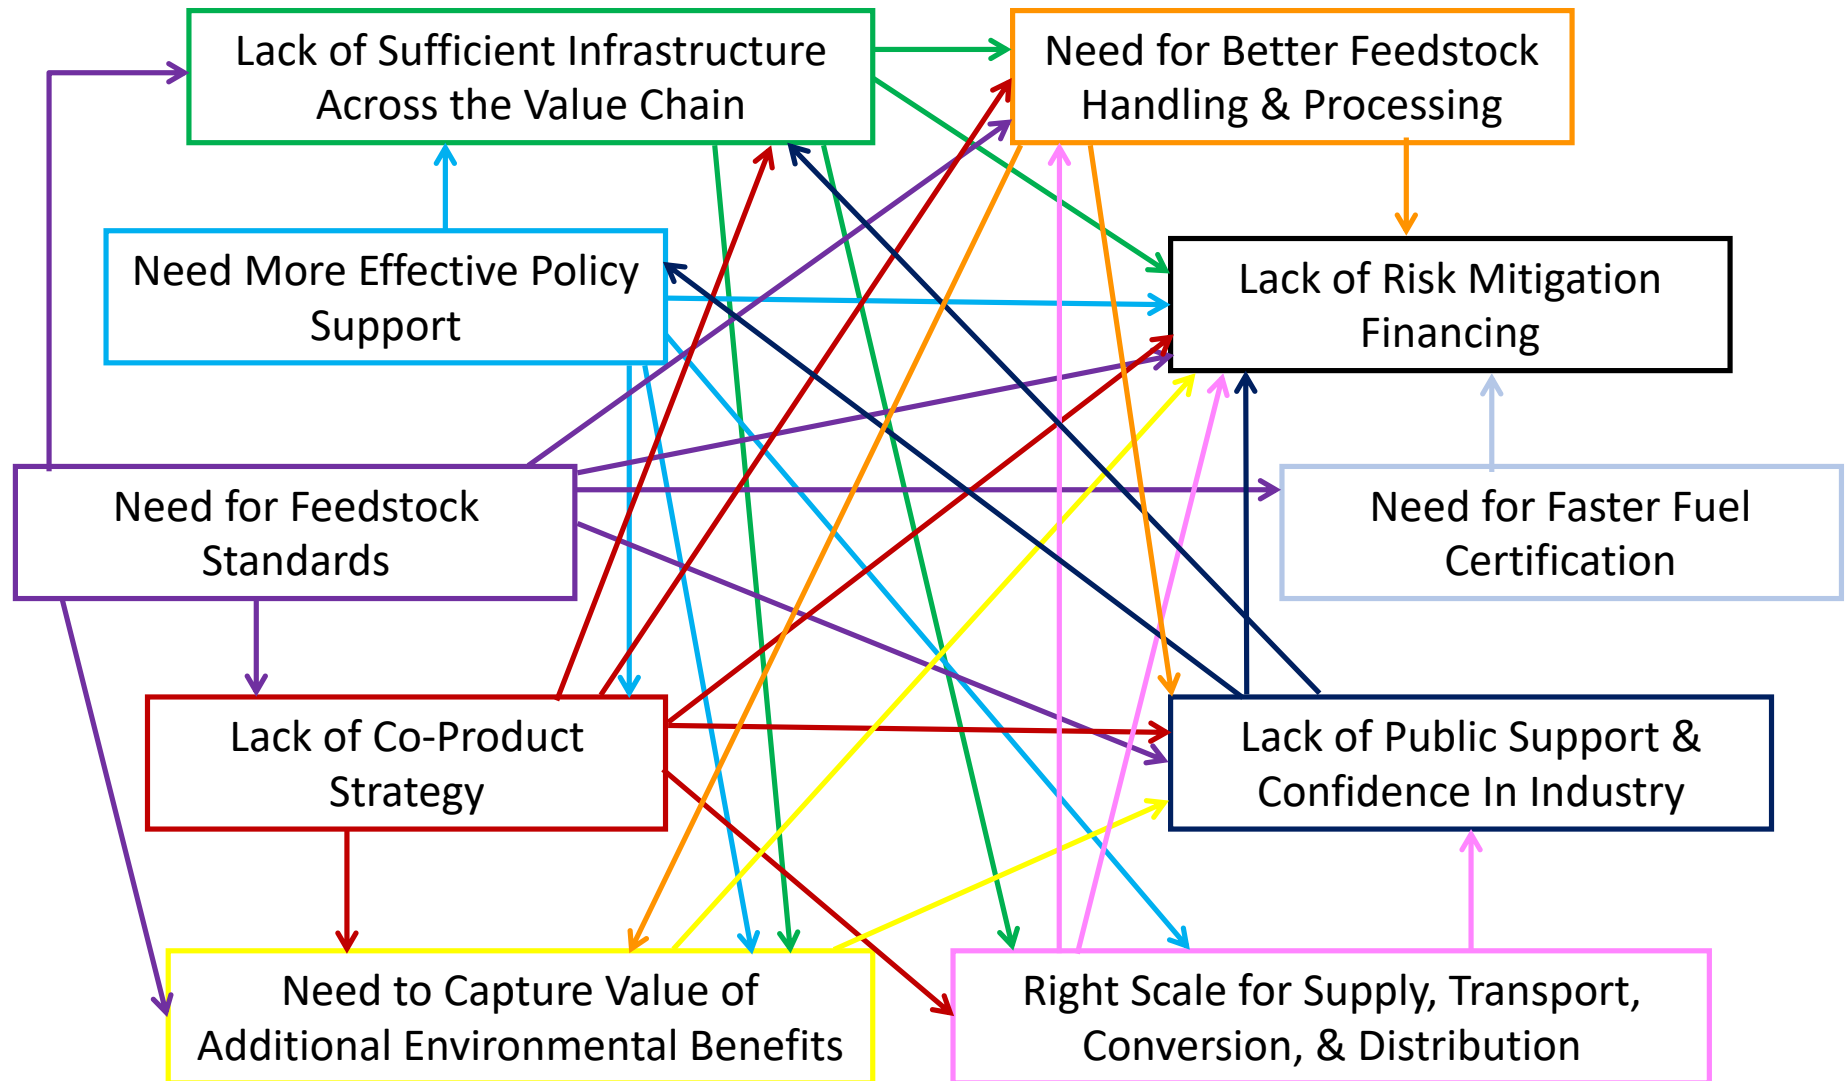 Lack of Sufficient Infrastructure
Across the Value Chain
Need for Better Feedstock
Handling & Processing
Need More Effective Policy
Support
Lack of Risk Mitigation
Financing
Need for Feedstock
Standards
Need for Faster Fuel
Certification
Lack of Co-Product
Strategy
Lack of Public Support &
Confidence In Industry
Need to Capture Value of
Additional Environmental Benefits
Right Scale for Supply, Transport,
Conversion, & Distribution